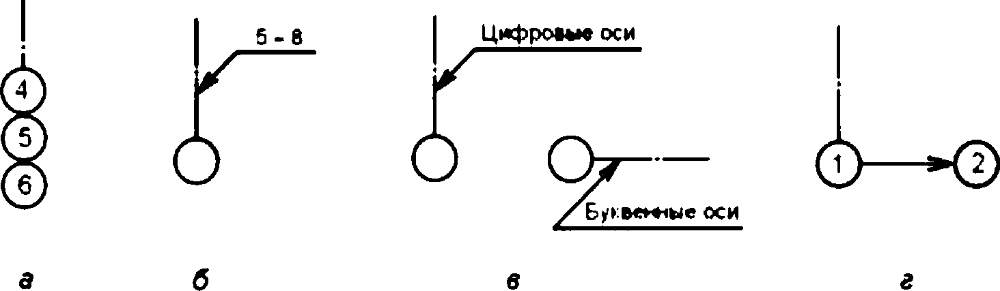 4
5
6
5 - 8
Цифровые оси
Буквенные оси
1
2
а
б
в
г